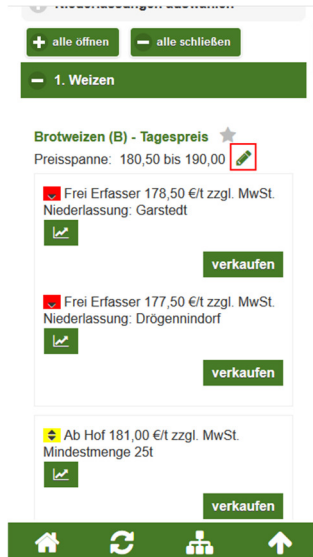 Niederlassungen auswählen
alle öffnen alle schließen
1. Weizen
Brotweizen (B) - Tagespreis
Preisspanne: 180,50 bis 190,00
Frei Erfasser 178,50 €/t zzgl. MwSt.
Niederlassung: Garstedt
verkaufen
Frei Erfasser 177,50 €/t zzgl. MwSt.
Niederlassung: Drögennindorf
verkaufen
Ab Hof 181,00 €/t zzgl. MwSt.
Mindestmenge 25t
verkaufen